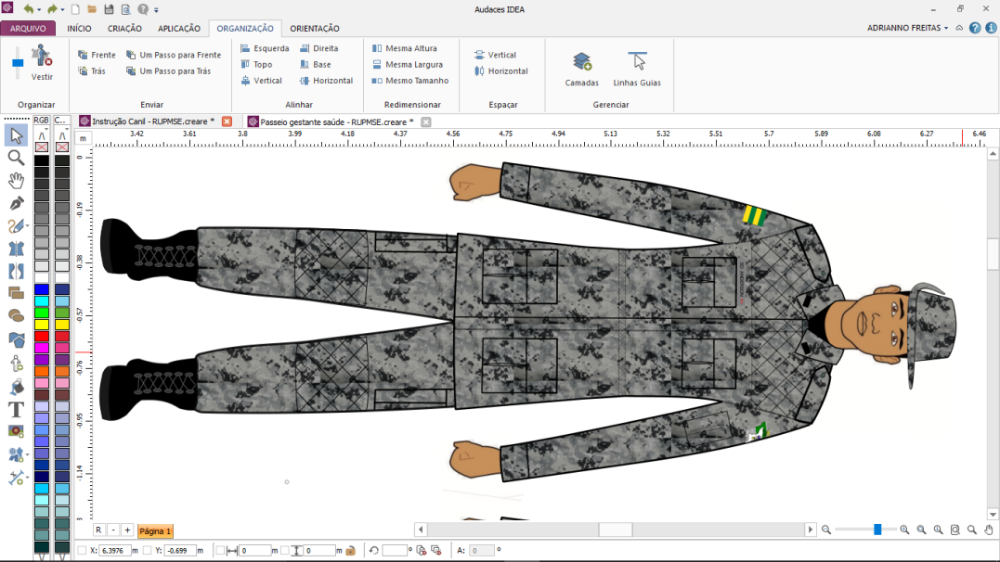 Audaces IDEA
ARQUIVO INÍCIO CRIAÇÃO APLICAÇÃO ORGANIZAÇÃO ORIENTAÇÃO ADRIANNO FREITAS
Vestir
Organizar
Frente Um Passo para Frente
Trás Um Passo para Trás
Enviar
Esquerda Direita
Topo Base
Vertical Horizontal
Alinhar
Mesma Altura
Mesma Largura
Mesmo Tamanho
Redimensionar
Vertical
Horizontal
Espaçar
Camadas Linhas Guias
Gerenciar
RGB C..
Instrução Canil - RUPMSE.creare * Passeio gestante saúde - RUPMSE.creare *
m 3.42 3.61 3.8 3.99 4.18 4.37 4.56 4.75 4.94 5.13 5.32 5.51 5.7 5.89 6.08 6.27 6.46
0
-0.19
-0.38
-0.57
-0.76
-0.95
-1.14
R - + Página 1
X: 6.3976 m Y: -0.699 m 0 m 0 m ° A: 0 °